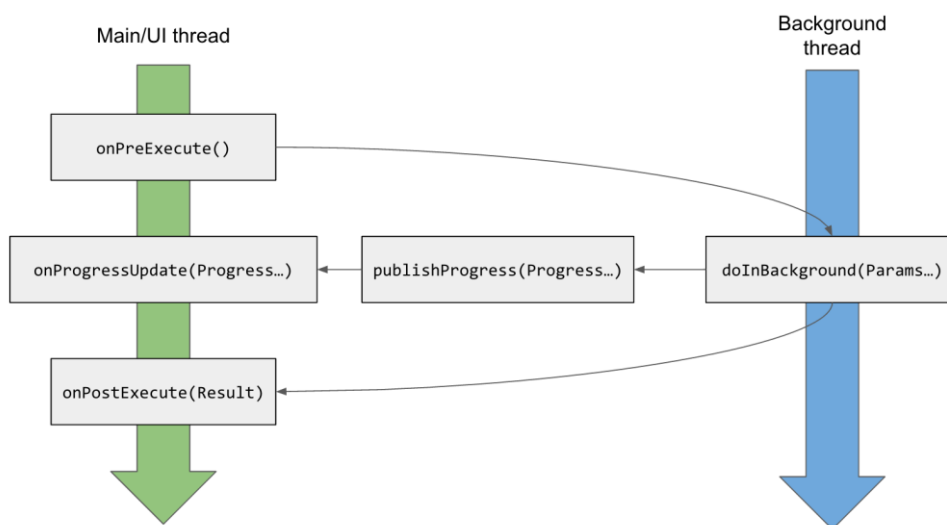 Main/UI thread
Background
thread
onPreExecute()
onProgressUpdate(Progress…)
publishProgress(Progress…)
doInBackground(Params…)
onPostExecute(Result)